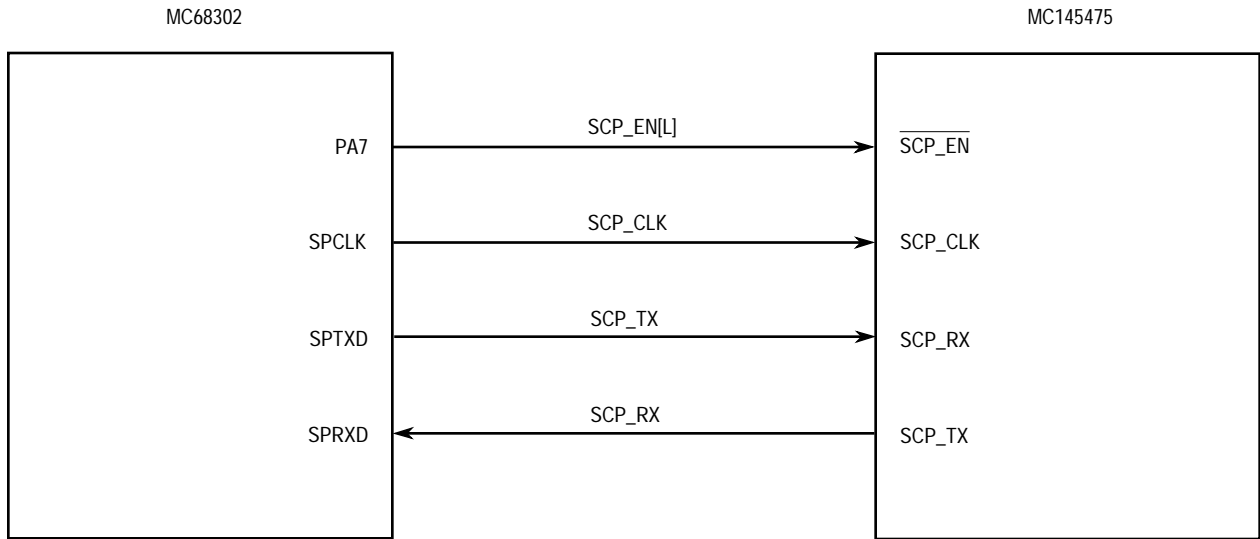 MC68302
MC145475
PA7
SCP_EN[L]
SCP_EN
SPCLK
SCP_CLK
SCP_CLK
SPTXD
SCP_TX
SCP_RX
SPRXD
SCP_RX
SCP_TX